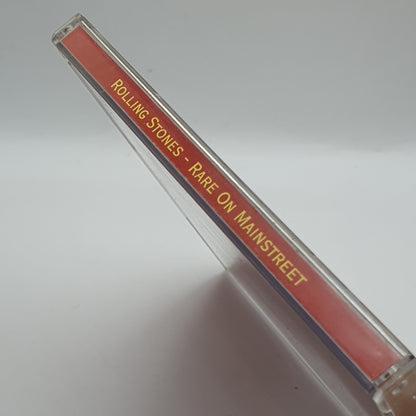 ROLLING STONES - RARE ON MAINSTREET